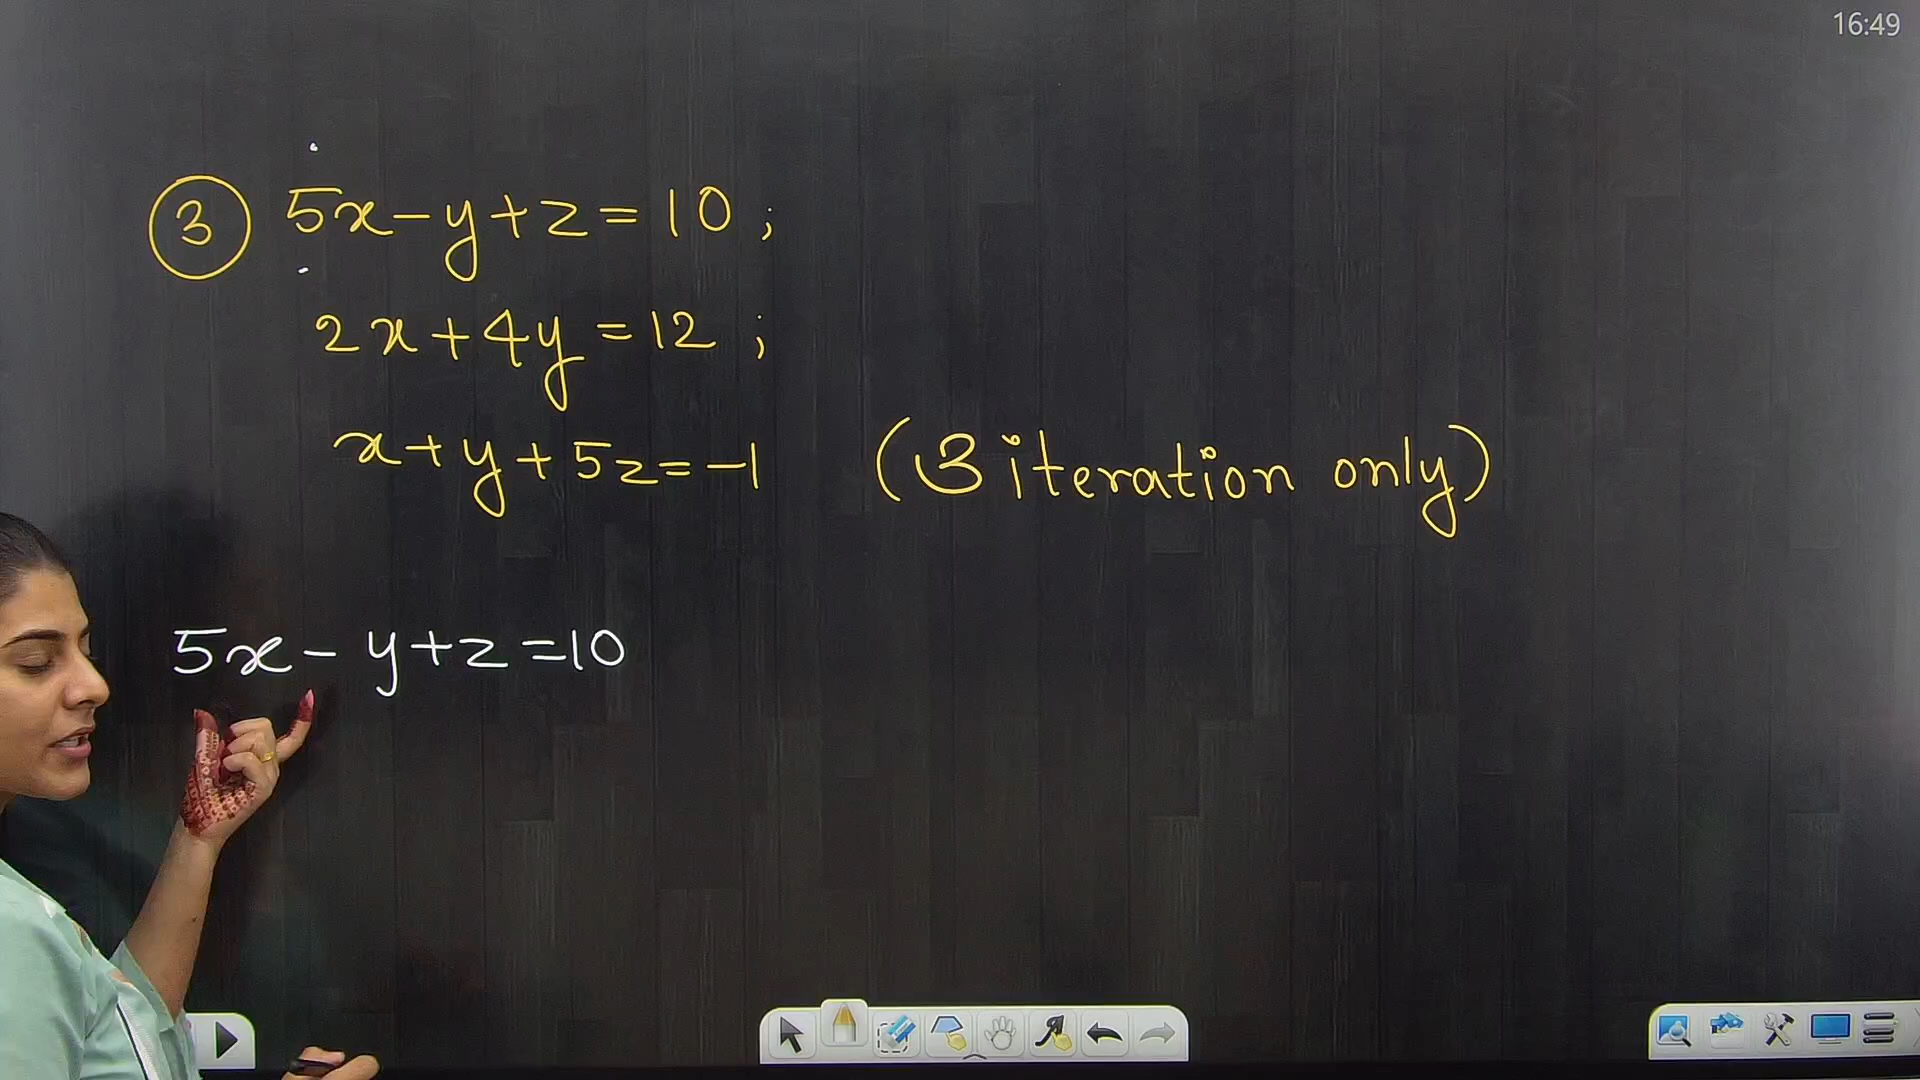 16:49
③ 5x-y+z=10;
2x+4y=12;
x+y+5z=-1 (3 iteration only)
5x-y+z=10